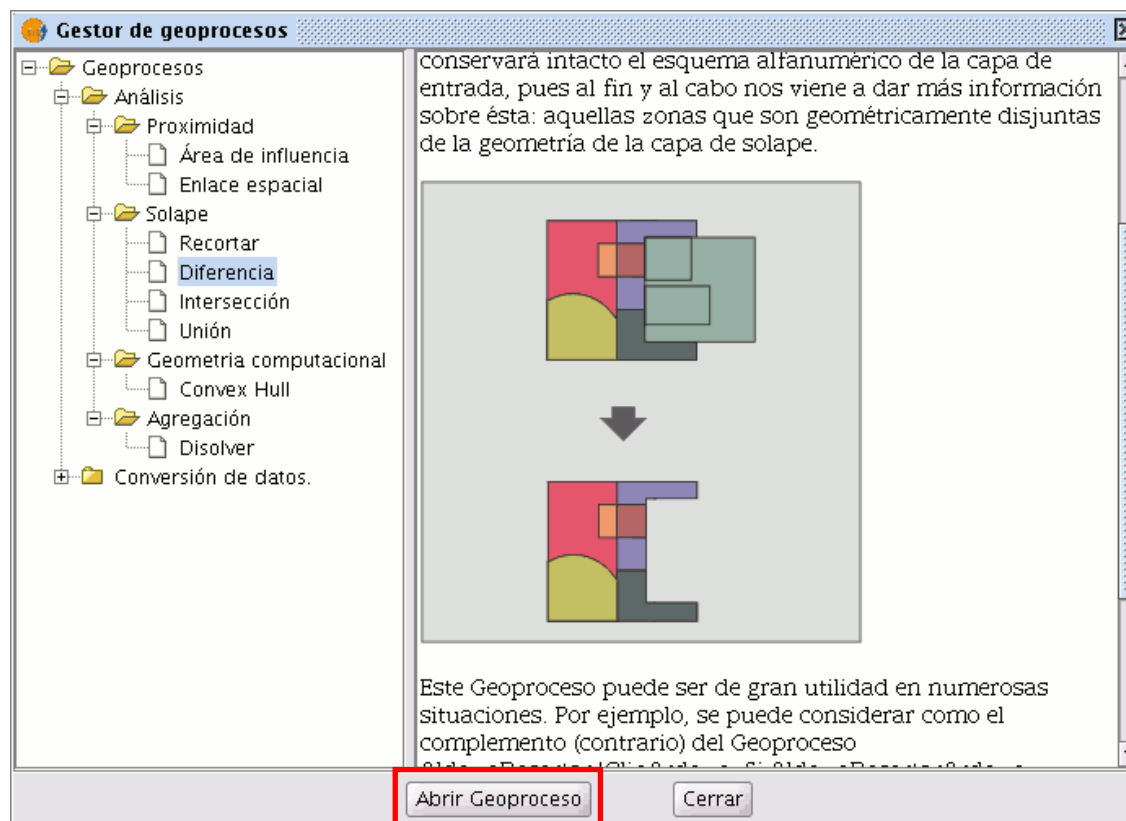 Gestor de geoprocesos
Geoprocesos
Análisis
Proximidad
Área de influencia
Enlace espacial
Solape
Recortar
Diferencia
Intersección
Unión
Geometria computacional
Convex Hull
Agregación
Disolver
Conversión de datos.
conservará intacto el esquema alfanumérico de la capa de
entrada, pues al fin y al cabo nos viene a dar más información
sobre ésta: aquellas zonas que son geométricamente disjuntas
de la geometría de la capa de solape.
Este Geoproceso puede ser de gran utilidad en numerosas
situaciones. Por ejemplo, se puede considerar como el
complemento (contrario) del Geoproceso
Abrir Geoproceso
Cerrar